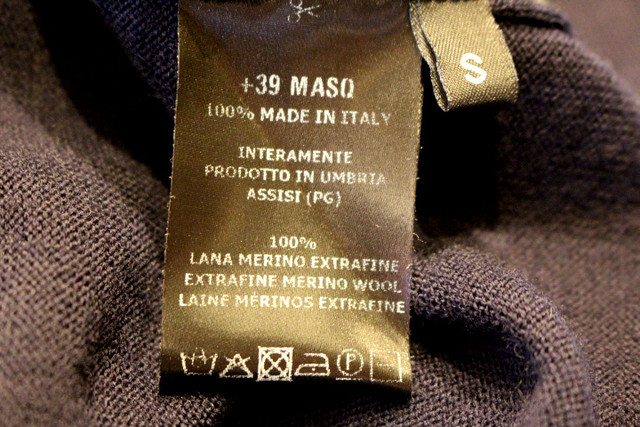 +39 MASQ
100% MADE IN ITALY
INTERAMENTE
PRODOTTO IN UMBRIA
ASSISI (PG)
100%
LANA MERINO EXTRAFINE
EXTRAFINE MERINO WOOL
LAINE MÉRINOS EXTRAFINE
P
S